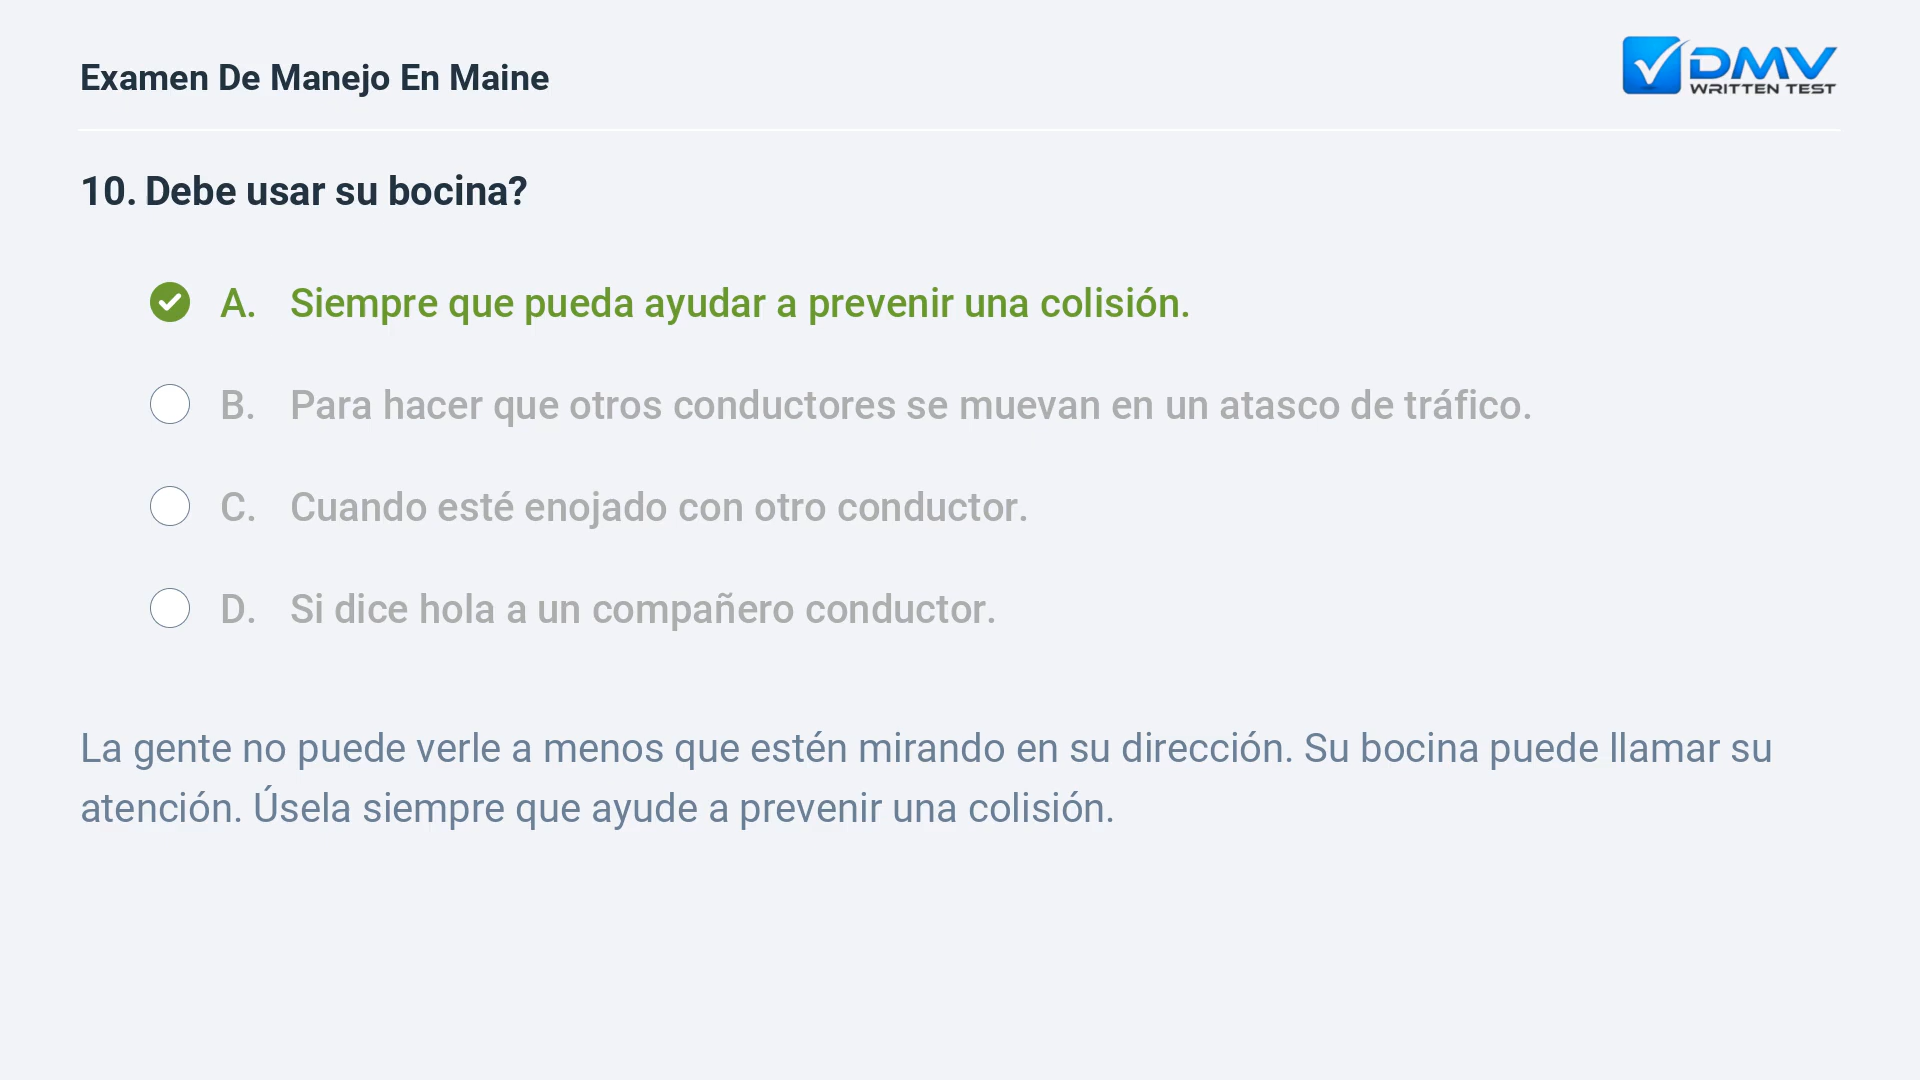 Examen De Manejo En Maine
DMV
WRITTEN TEST
10. Debe usar su bocina?
A. Siempre que pueda ayudar a prevenir una colisión.
B. Para hacer que otros conductores se muevan en un atasco de tráfico.
C. Cuando esté enojado con otro conductor.
D. Si dice hola a un compañero conductor.
La gente no puede verle a menos que estén mirando en su dirección. Su bocina puede llamar su
atención. Úsela siempre que ayude a prevenir una colisión.